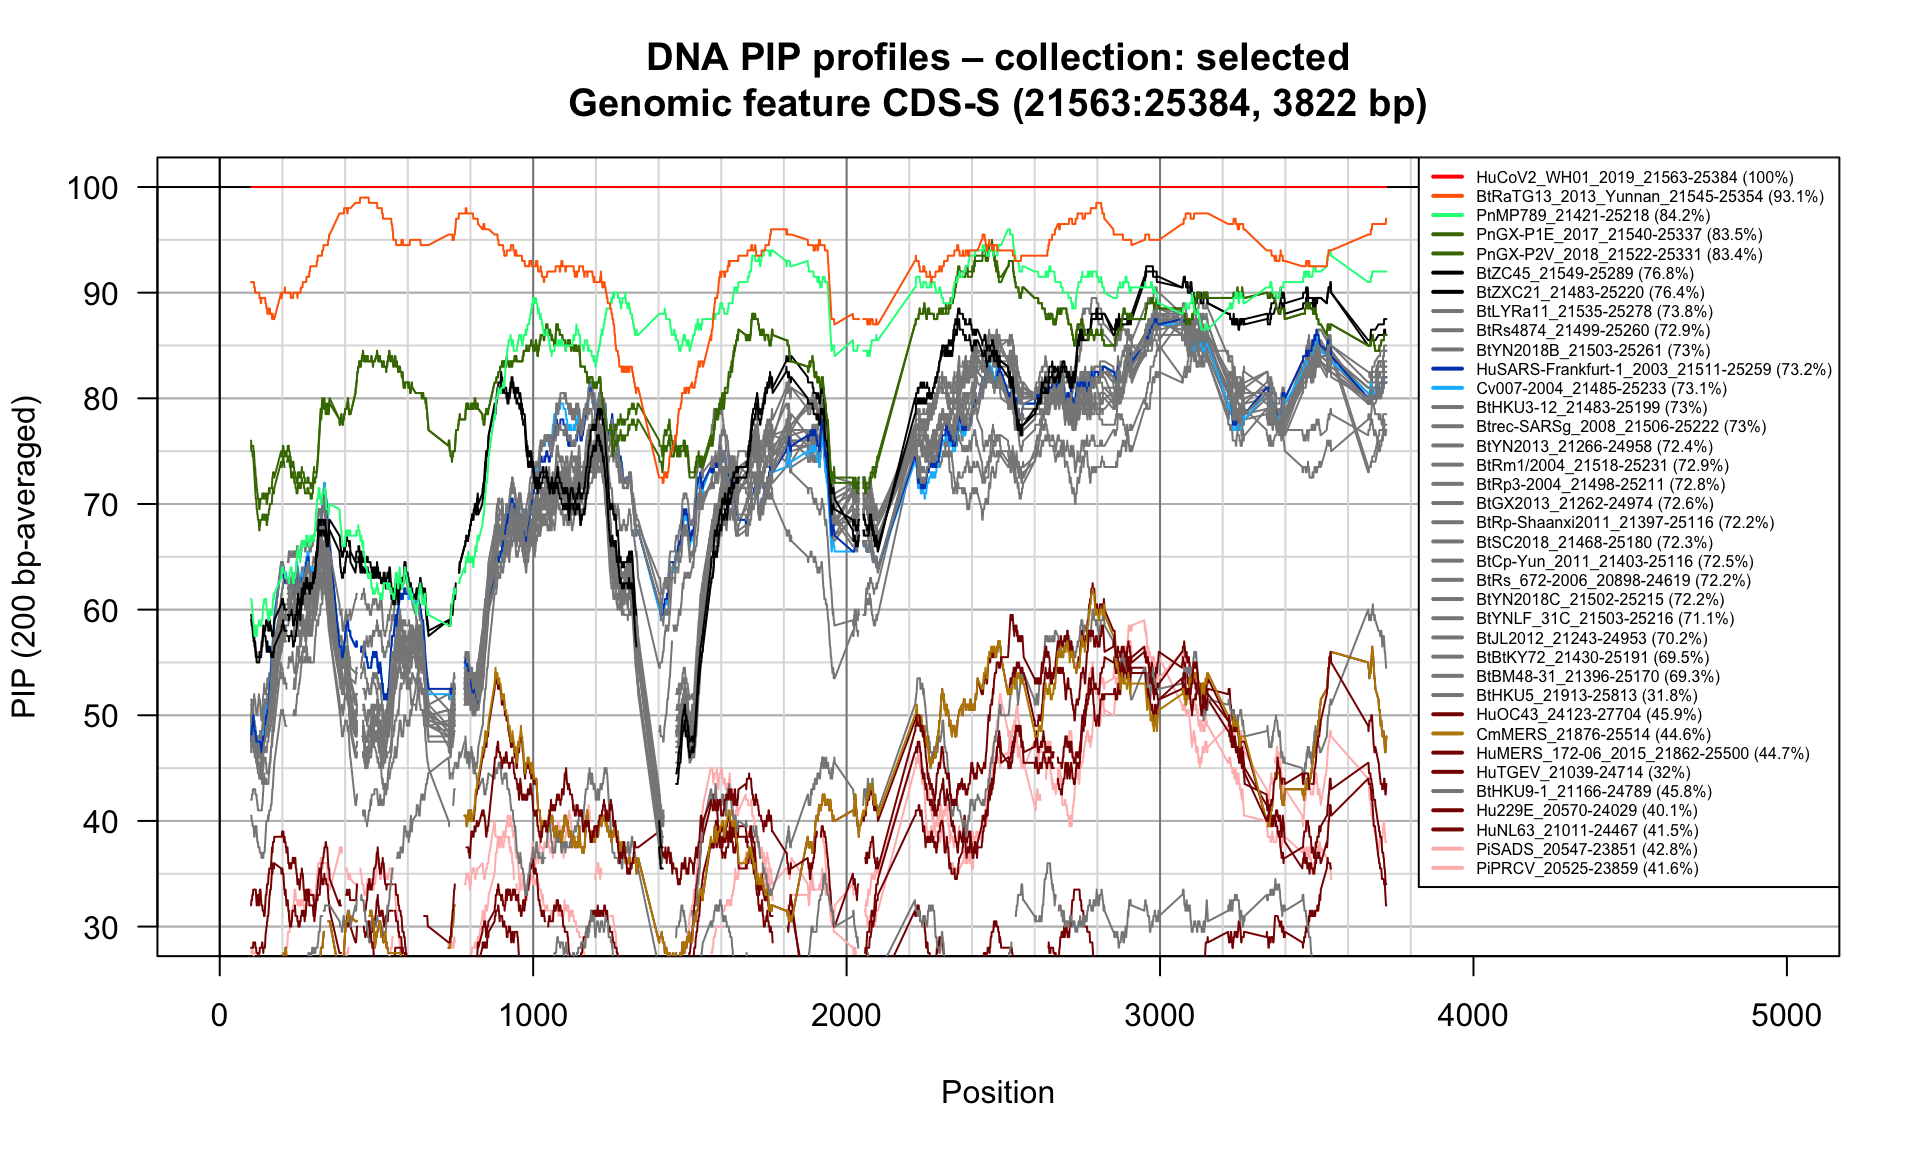 DNA PIP profiles – collection: selected
Genomic feature CDS-S (21563:25384, 3822 bp)
PIP (200 bp-averaged)
100
90
80
70
60
50
40
30
0
1000
2000
3000
4000
5000
Position
HuCoV2_WH01_2019_21563-25384 (100%)
BtRaTG13_2013_Yunnan_21545-25354 (93.1%)
PnMP789_21421-25218 (84.2%)
PnGX-P1E_2017_21540-25337 (83.5%)
PnGX-P2V_2018_21522-25331 (83.4%)
BtZC45_21549-25289 (76.8%)
BtZXC21_21483-25220 (76.4%)
BtLYRa11_21535-25278 (73.8%)
BtRs4874_21499-25260 (72.9%)
BtYN2018B_21503-25261 (73%)
HuSARS-Frankfurt-1_2003_21511-25259 (73.2%)
Cv007-2004_21485-25233 (73.1%)
BtHKU3-12_21483-25199 (73%)
Btrec-SARSg_2008_21506-25222 (73%)
BtYN2013_21266-24958 (72.4%)
BtRm1/2004_21518-25231 (72.9%)
BtRp3-2004_21498-25211 (72.8%)
BtGX2013_21262-24974 (72.6%)
BtRp-Shaanxi2011_21397-25116 (72.2%)
BtSC2018_21468-25180 (72.3%)
BtCp-Yun_2011_21403-25116 (72.5%)
BtRs_672-2006_20898-24619 (72.2%)
BtYN2018C_21502-25215 (72.2%)
BtYNLF_31C_21503-25216 (71.1%)
BtJL2012_21243-24953 (70.2%)
BtBtKY72_21430-25191 (69.5%)
BtBM48-31_21396-25170 (69.3%)
BtHKU5_21913-25813 (31.8%)
HuOC43_24123-27704 (45.9%)
CmMERS_21876-25514 (44.6%)
HuMERS_172-06_2015_21862-25500 (44.7%)
HuTGEV_21039-24714 (32%)
BtHKU9-1_21166-24789 (45.8%)
Hu229E_20570-24029 (40.1%)
HuNL63_21011-24467 (41.5%)
PiSADS_20547-23851 (42.8%)
PiPRCV_20525-23859 (41.6%)